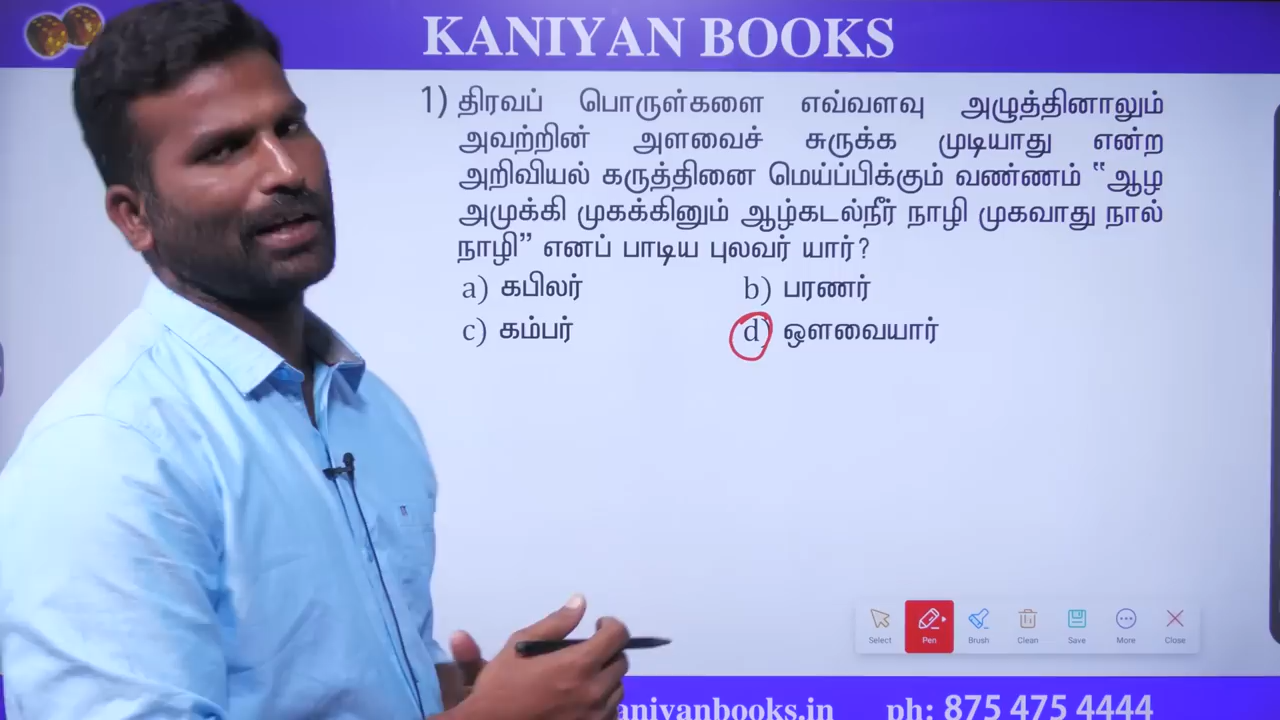 KANIYAN BOOKS
1) திரவப் பொருள்களை எவ்வளவு அழுத்தினாலும்
அவற்றின் அளவைச் சுருக்க முடியாது என்ற
அறிவியல் கருத்தினை மெய்ப்பிக்கும் வண்ணம் “ஆழ
அமுக்கி முகக்கினும் ஆழ்கடல்நீர் நாழி முகவாது நால்
நாழி” எனப் பாடிய புலவர் யார்?
a) கபிலர் b) பரணர்
c) கம்பர் d) ஔவையார்
Select Pen Brush Clean Save More Close
aniyanbooks.in ph: 875 475 4444